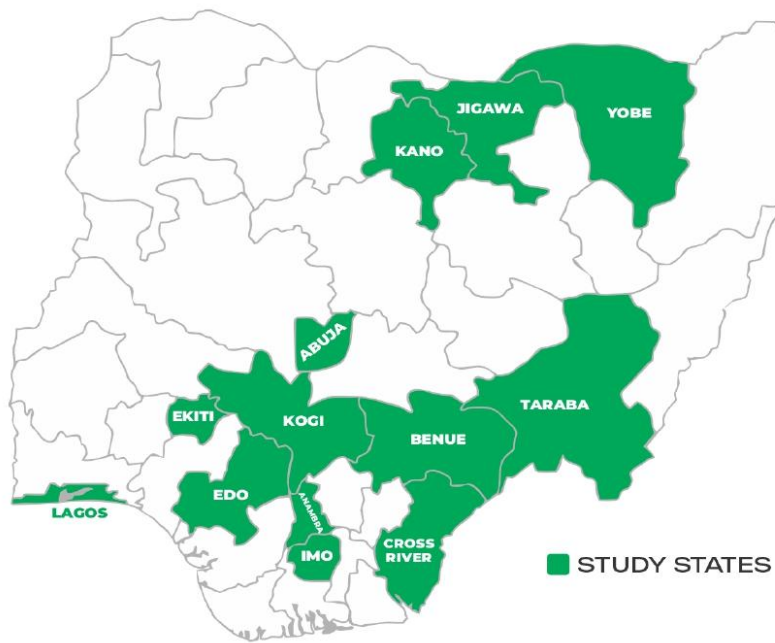 JIGAWA
YOBE
KANO
ABUJA
TARABA
EKITI
KOGI
BENUE
EDO
ANAMBRA
LAGOS
IMO
CROSS
RIVER
STUDY STATES